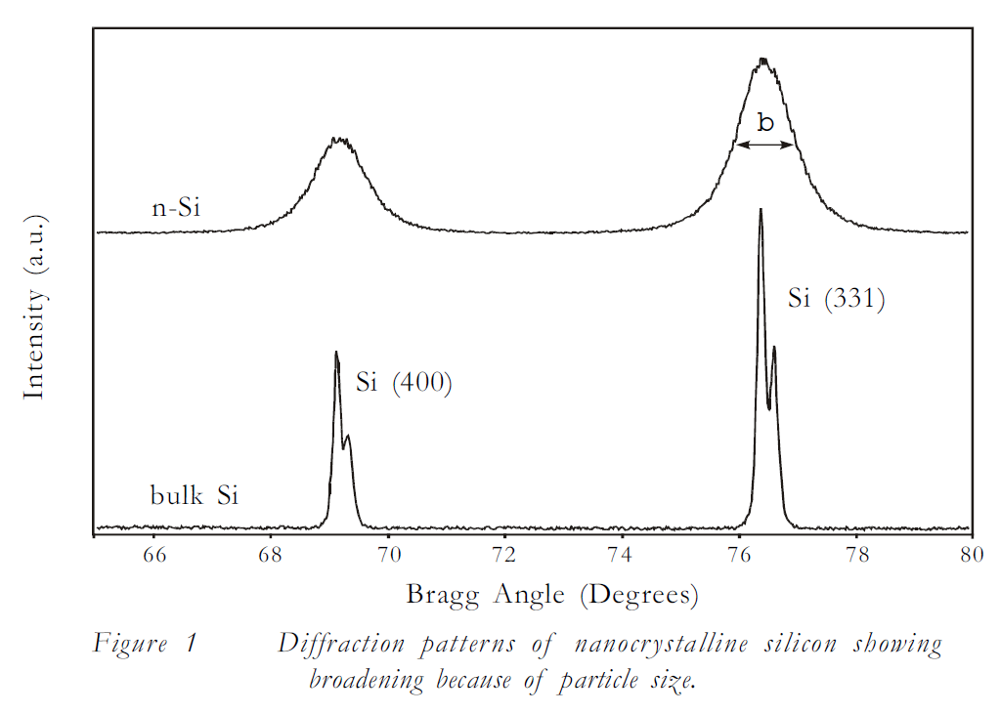 b
n-Si
Si (331)
Si (400)
bulk Si
Intensity (a.u.)
66 68 70 72 74 76 78 80
Bragg Angle (Degrees)
Figure 1 Diffraction patterns of nanocrystalline silicon showing
broadening because of particle size.